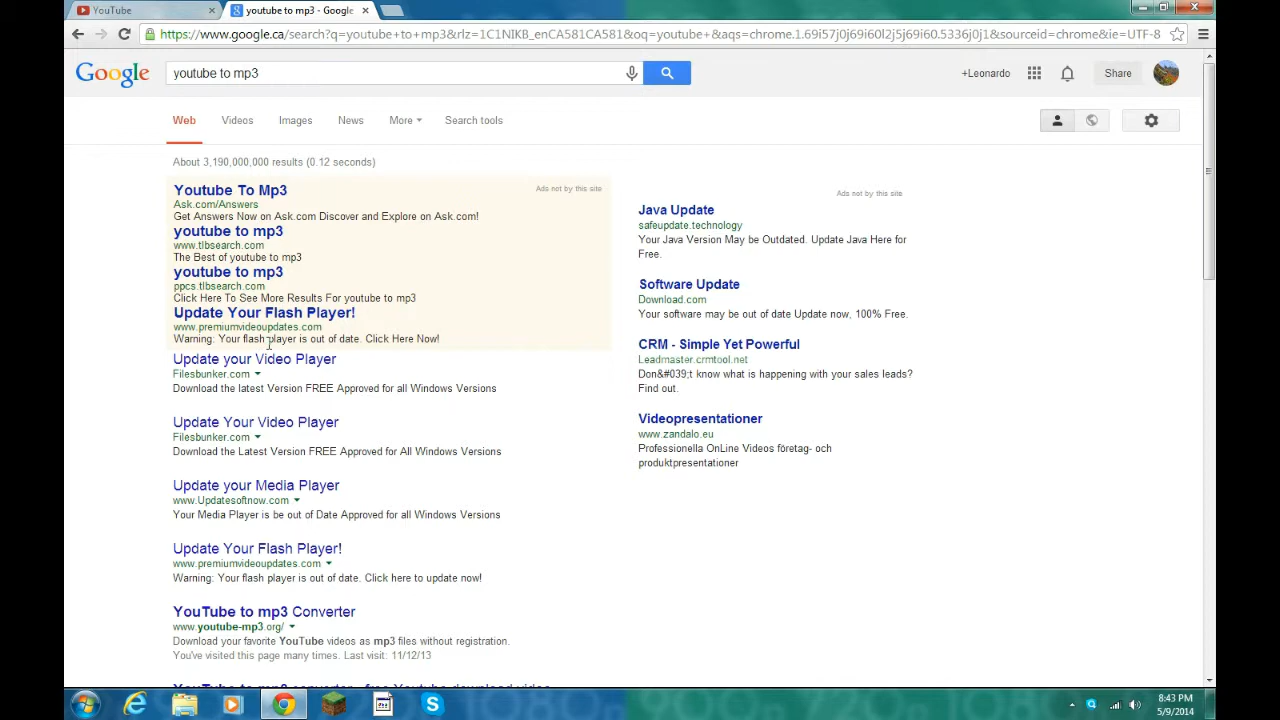 YouTube
youtube to mp3 - Google
https://www.google.ca/search?q=youtube+to+mp3&rlz=1C1NIKB_enCA581CA581&oq=youtube+&aqs=chrome.1.69i57j0j69i60l2j5j69i60.5336j0j1&sourceid=chrome&ie=UTF-8
Google
youtube to mp3
+Leonardo
Share
Web
Videos
Images
News
More
Search tools
About 3,190,000,000 results (0.12 seconds)
Youtube To Mp3
Ads not by this site
Ask.com/Answers
Get Answers Now on Ask.com Discover and Explore on Ask.com!
youtube to mp3
www.tlbsearch.com
The Best of youtube to mp3
youtube to mp3
ppcs.tlbsearch.com
Click Here To See More Results For youtube to mp3
Update Your Flash Player!
www.premiumvideoupdates.com
Warning: Your flash player is out of date. Click Here Now!
Update your Video Player
Filesbunker.com
Download the latest Version FREE Approved for all Windows Versions
Update Your Video Player
Filesbunker.com
Download the Latest Version FREE Approved for All Windows Versions
Update your Media Player
www.Updatesoftnow.com
Your Media Player is be out of Date Approved for all Windows Versions
Update Your Flash Player!
www.premiumvideoupdates.com
Warning: Your flash player is out of date. Click here to update now!
YouTube to mp3 Converter
www.youtube-mp3.org/
Download your favorite YouTube videos as mp3 files without registration.
You've visited this page many times. Last visit: 11/12/13
YouTube to mp3 converter - free Youtube download video
Ads not by this site
Java Update
safeupdate.technology
Your Java Version May be Outdated. Update Java Here for
Free.
Software Update
Download.com
Your software may be out of date Update now, 100% Free.
CRM - Simple Yet Powerful
Leadmaster.crmtool.net
Don&#039;t know what is happening with your sales leads?
Find out.
Videopresentationer
www.zandalo.eu
Professionella OnLine Videos företag- och
produktpresentationer
8:43 PM
5/9/2014